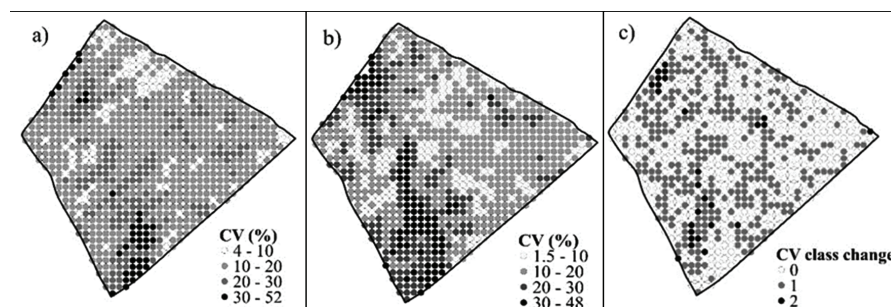 a)
CV (%)
4 - 10
10 - 20
20 - 30
30 - 52
b)
CV (%)
1.5 - 10
10 - 20
20 - 30
30 - 48
c)
CV class change
0
1
2